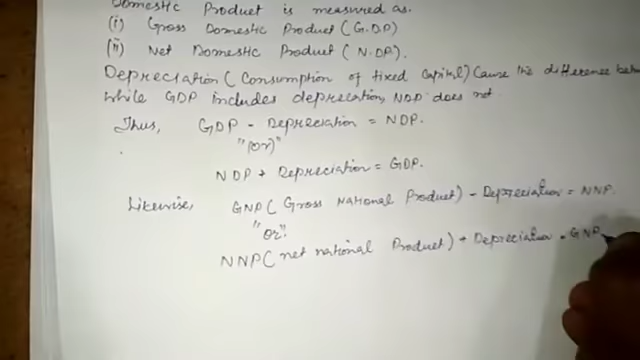 Domestic Product is measured as.
(i) Gross Domestic Product (G.DP)
(ii) Net Domestic Product (N.DP).
Depreciation (Consumption of fixed Capital) Cause the difference
while GDP includes depreciation, NDP does not.
Thus, GDP - Depreciation = NDP.
"(or)"
NDP + Depreciation = GDP.
Likewise, GNP (Gross National Product) - Depreciation = NNP.
"or"
NNP (net national Product) + Depreciation = GNP